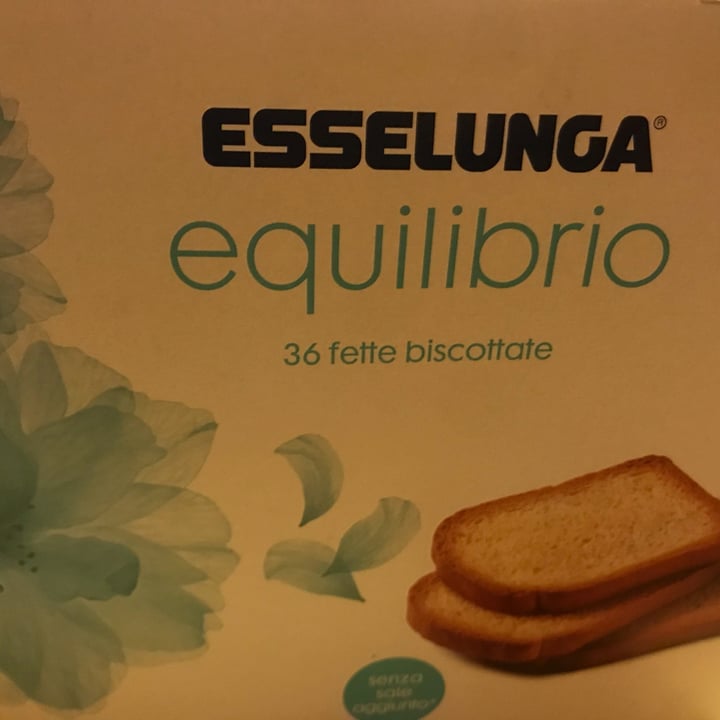 ESSELUNGA®
equilibrio
36 fette biscottate
senza
sale
aggiunto*